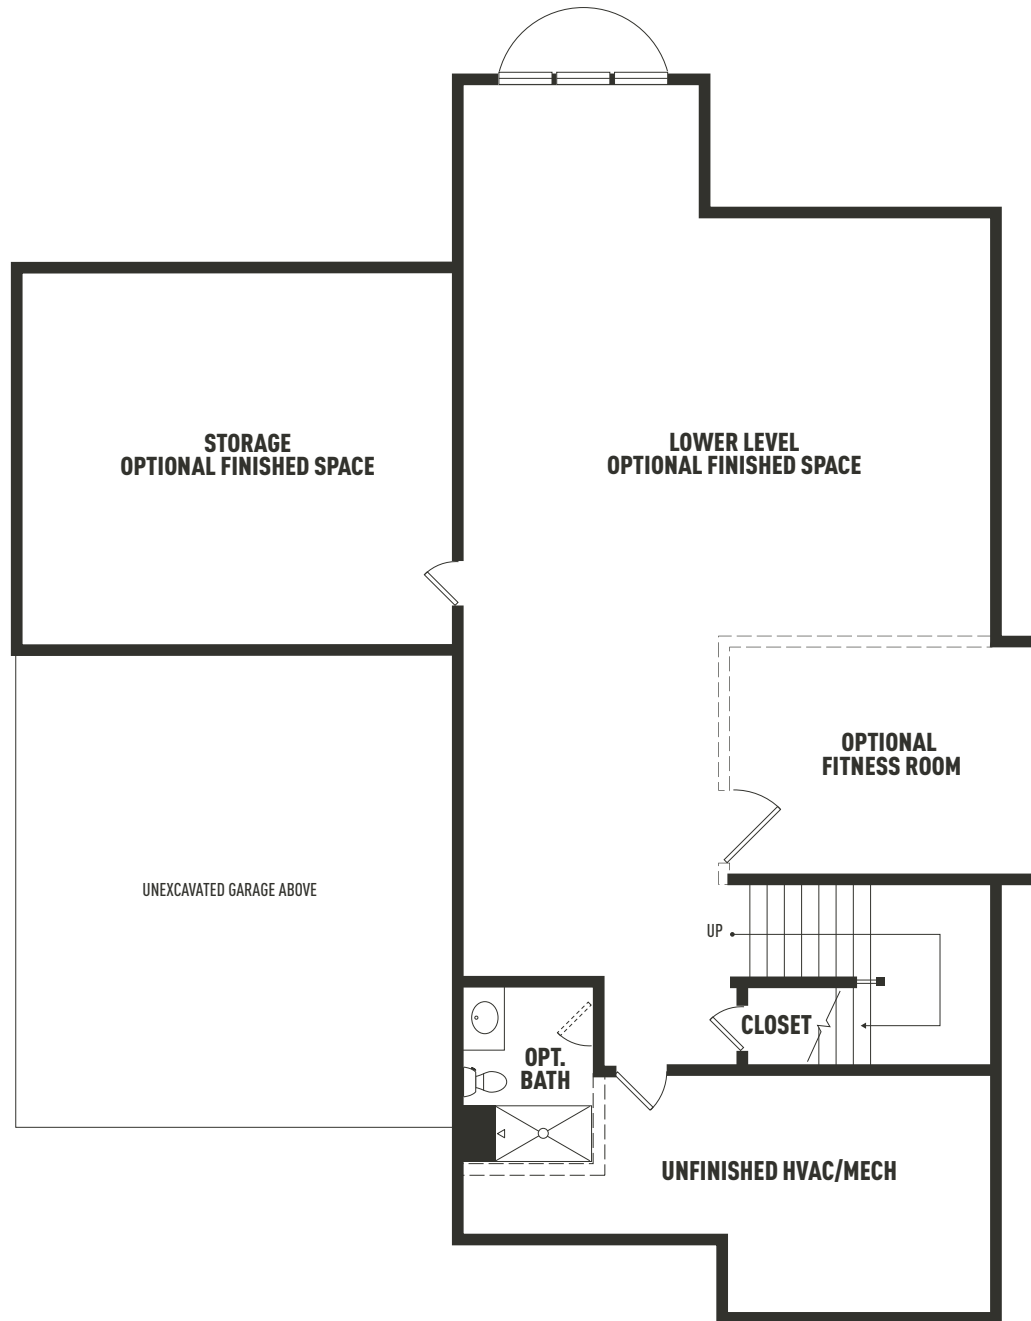 STORAGE
OPTIONAL FINISHED SPACE
LOWER LEVEL
OPTIONAL FINISHED SPACE
OPTIONAL
FITNESS ROOM
UNEXCAVATED GARAGE ABOVE
UP
CLOSET
OPT.
BATH
UNFINISHED HVAC/MECH